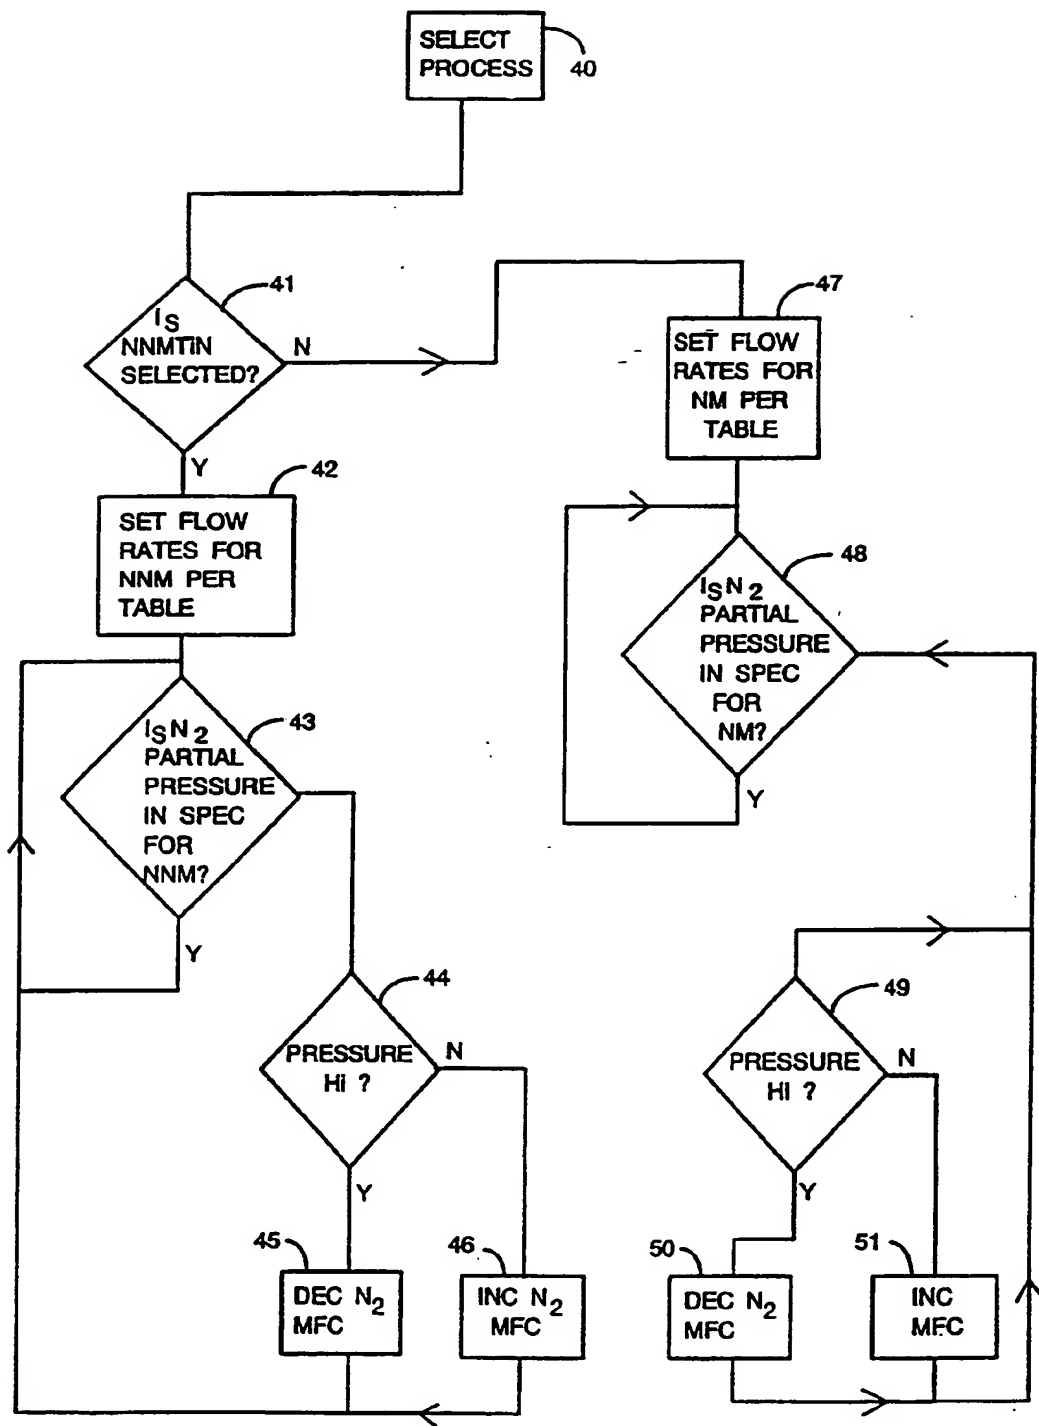 SELECT
PROCESS
40
41
IS
NNMTiN
SELECTED?
N
Y
47
SET FLOW
RATES FOR
NM PER
TABLE
42
SET FLOW
RATES FOR
NNM PER
TABLE
48
IS N2
PARTIAL
PRESSURE
IN SPEC
FOR
NM?
Y
43
IS N2
PARTIAL
PRESSURE
IN SPEC
FOR
NNM?
Y
44
PRESSURE
Hi ?
N
Y
49
PRESSURE
HI ?
N
Y
45
DEC N2
MFC
46
INC N2
MFC
50
DEC N2
MFC
51
INC
MFC